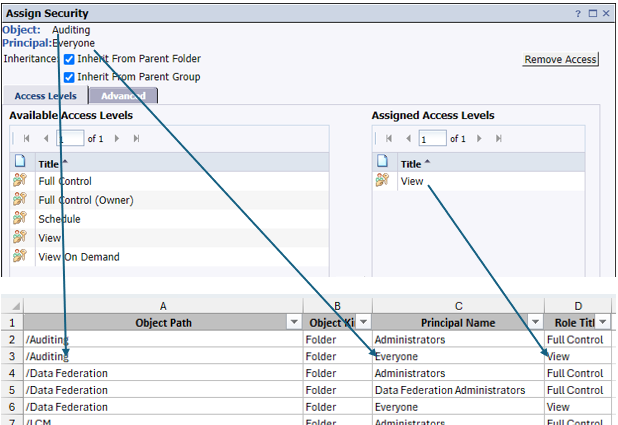 Assign Security
Object: Auditing
Principal:Everyone
Inheritance: Inherit From Parent Folder
Inherit From Parent Group
Remove Access
Access Levels Advanced
Available Access Levels
1 of 1
Title
Full Control
Full Control (Owner)
Schedule
View
View On Demand
Assigned Access Levels
1 of 1
Title
View
A B C D
1 Object Path Object Ki Principal Name Role Titl
2 /Auditing Folder Administrators Full Control
3 /Auditing Folder Everyone View
4 /Data Federation Folder Administrators Full Control
5 /Data Federation Folder Data Federation Administrators Full Control
6 /Data Federation Folder Everyone View
7 /LCM Folder Administrators Full Control